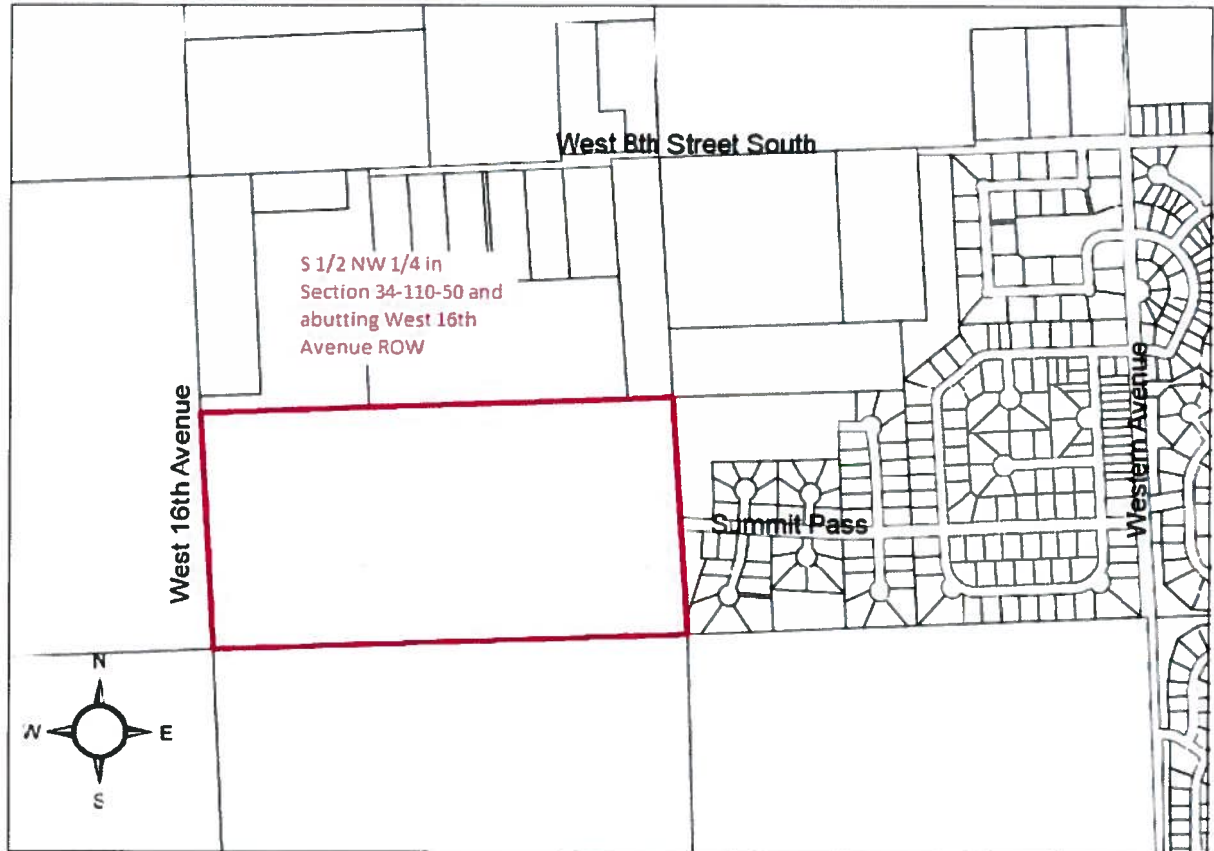 West 8th Street South
S 1/2 NW 1/4 in
Section 34-110-50 and
abutting West 16th
Avenue ROW
West 16th Avenue
Western Avenue
Summit Pass
N
W E
S